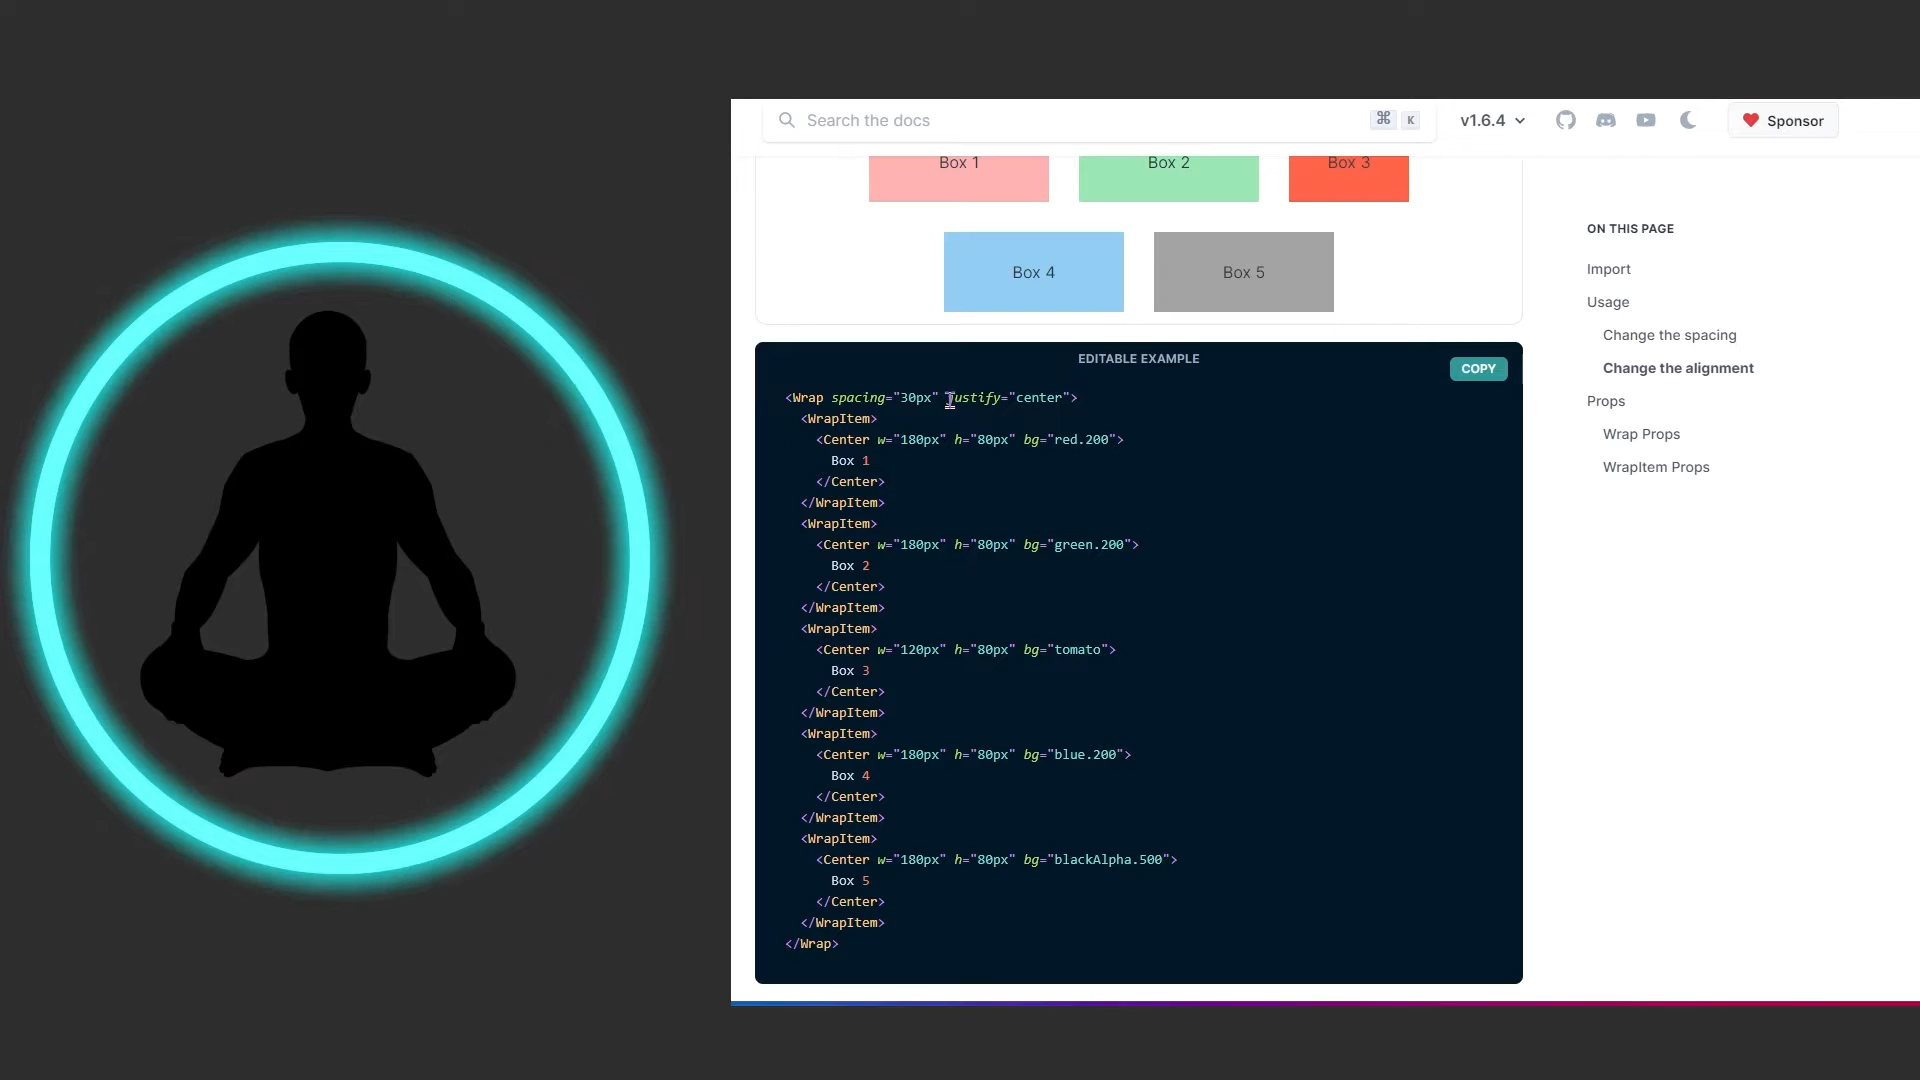 Search the docs
⌘ K
v1.6.4
Sponsor
Box 1
Box 2
Box 3
Box 4
Box 5
ON THIS PAGE
Import
Usage
Change the spacing
Change the alignment
Props
Wrap Props
WrapItem Props
EDITABLE EXAMPLE
COPY
<Wrap spacing="30px" justify="center">
<WrapItem>
<Center w="180px" h="80px" bg="red.200">
Box 1
</Center>
</WrapItem>
<WrapItem>
<Center w="180px" h="80px" bg="green.200">
Box 2
</Center>
</WrapItem>
<WrapItem>
<Center w="120px" h="80px" bg="tomato">
Box 3
</Center>
</WrapItem>
<WrapItem>
<Center w="180px" h="80px" bg="blue.200">
Box 4
</Center>
</WrapItem>
<WrapItem>
<Center w="180px" h="80px" bg="blackAlpha.500">
Box 5
</Center>
</WrapItem>
</Wrap>